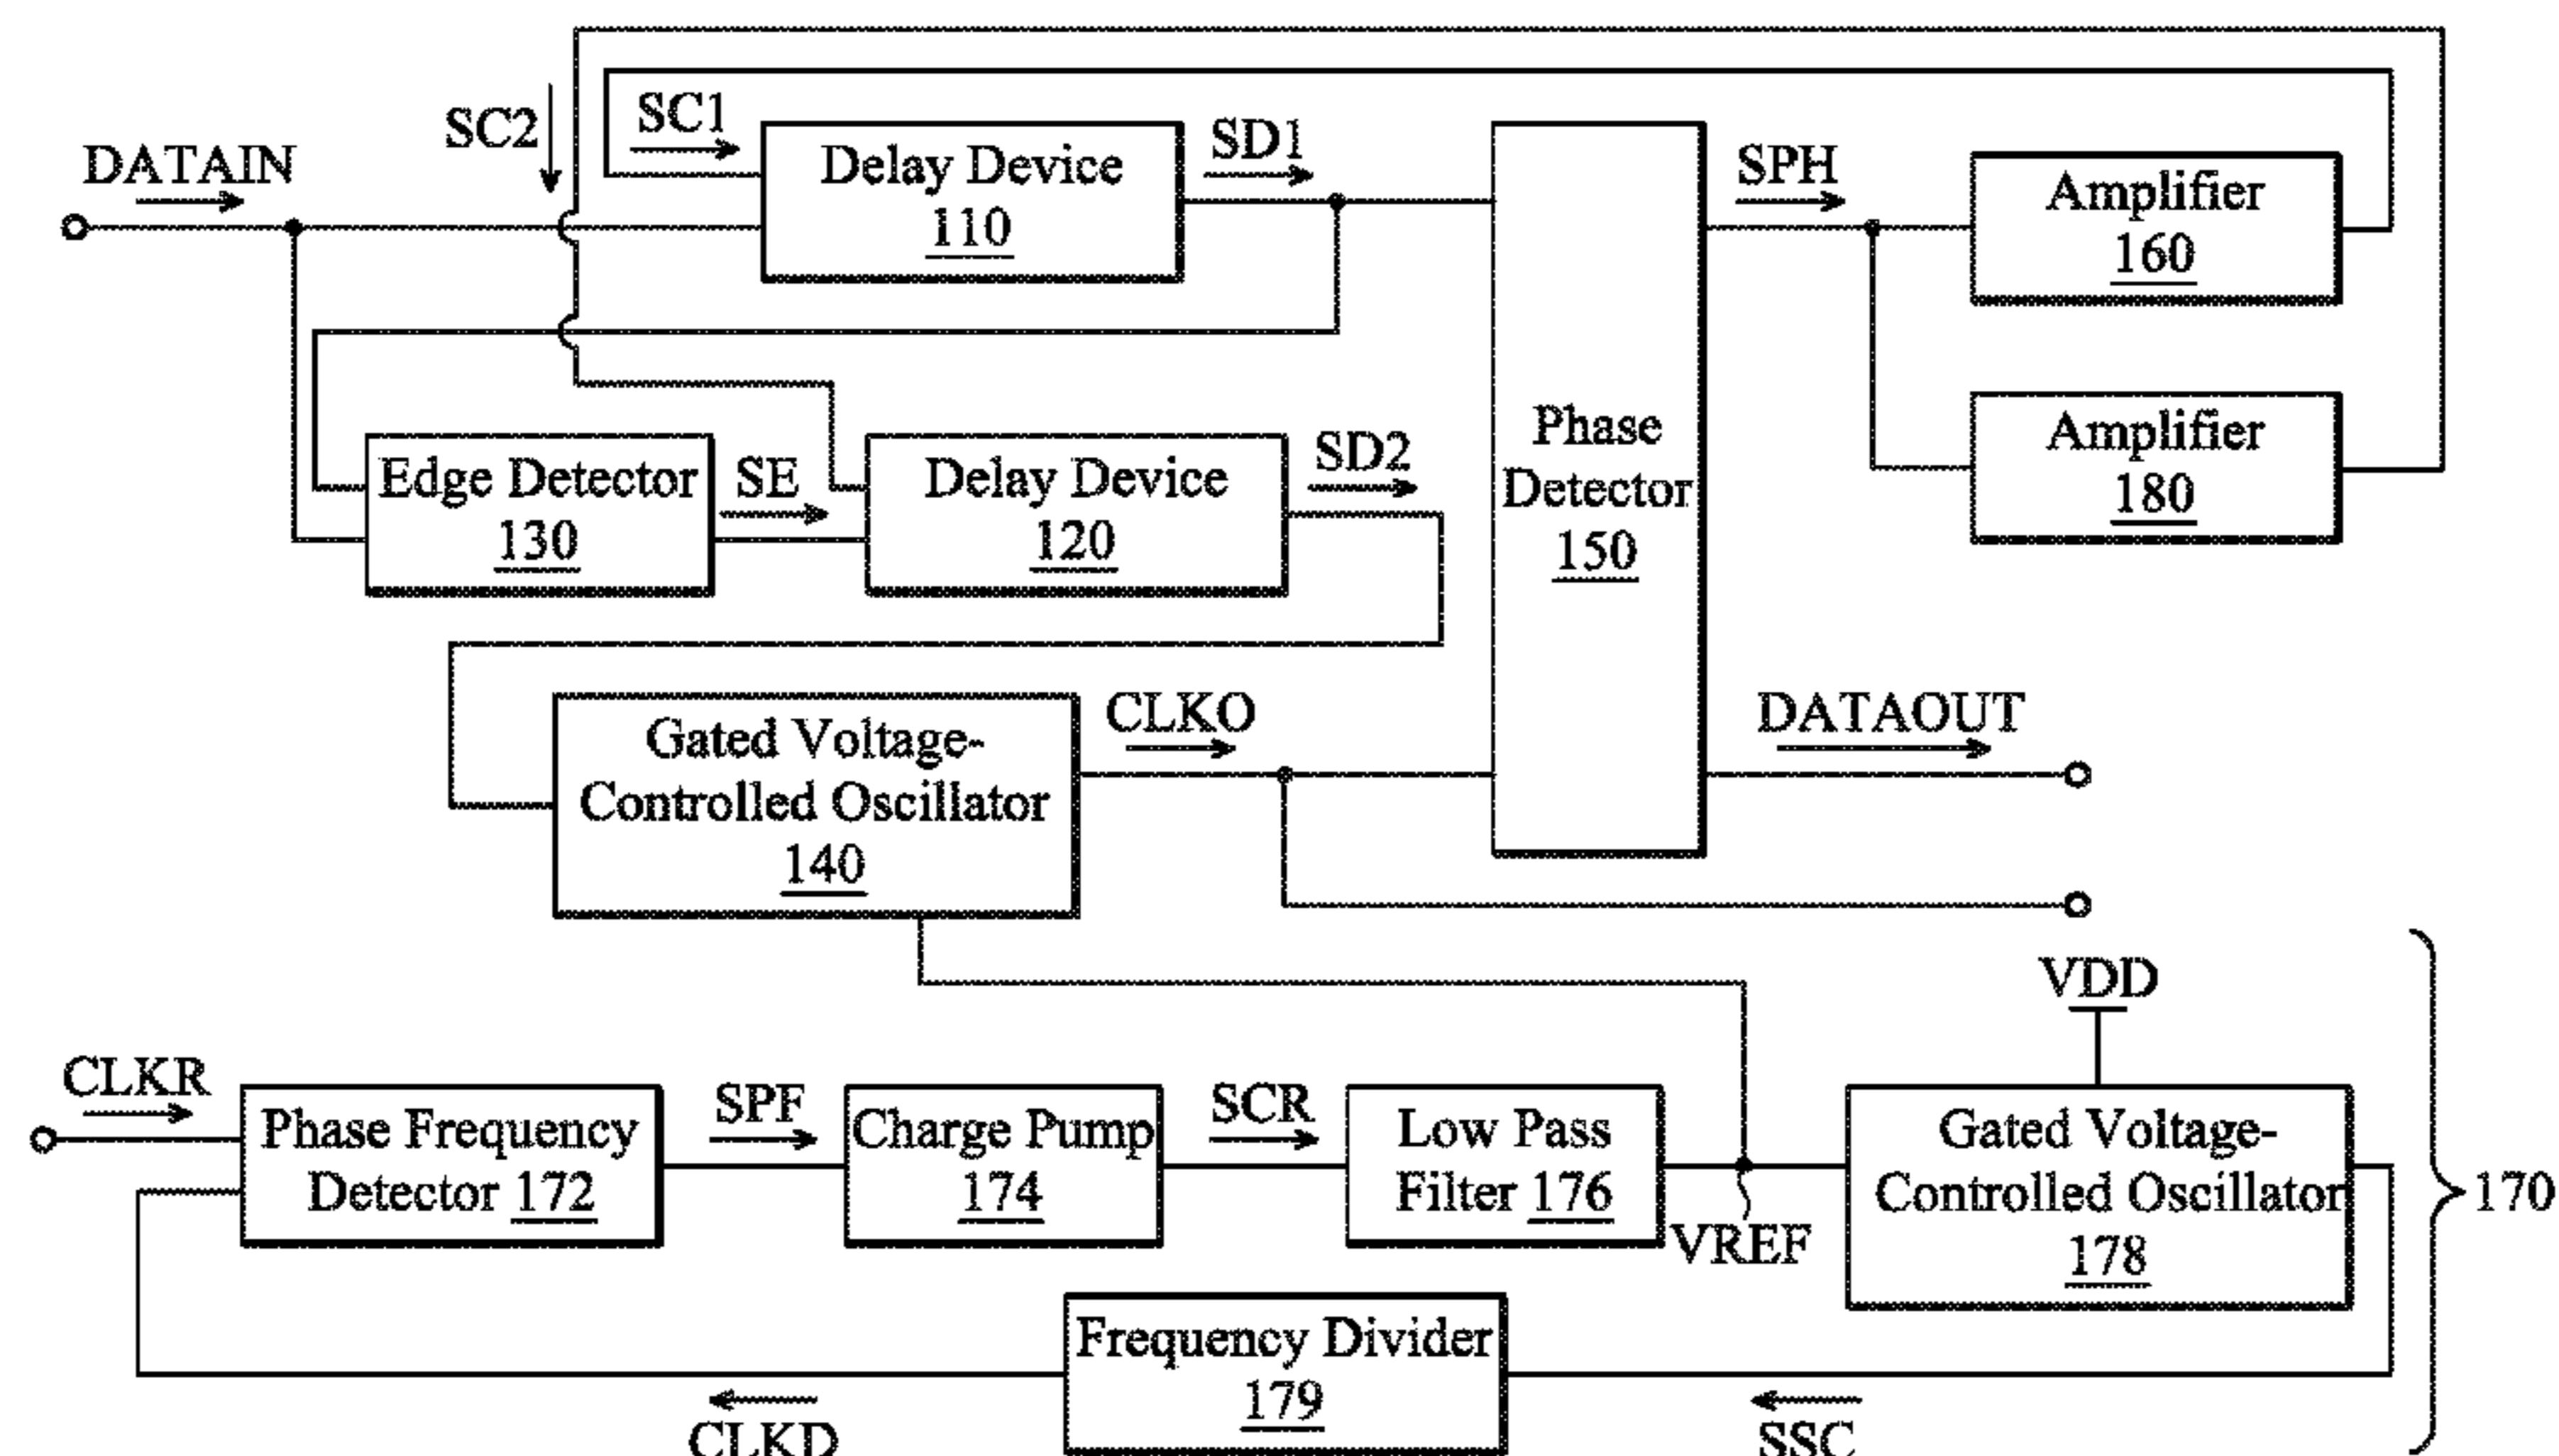 SC2
SC1
DATAIN
Delay Device
110
SD1
SPH
Amplifier
160
Edge Detector
130
SE
Delay Device
120
SD2
Phase
Detector
150
Amplifier
180
Gated Voltage-
Controlled Oscillator
140
CLKO
DATAOUT
VDD
CLKR
Phase Frequency
Detector 172
SPF
Charge Pump
174
SCR
Low Pass
Filter 176
VREF
Gated Voltage-
Controlled Oscillator
178
170
Frequency Divider
179
CLKD
SSC